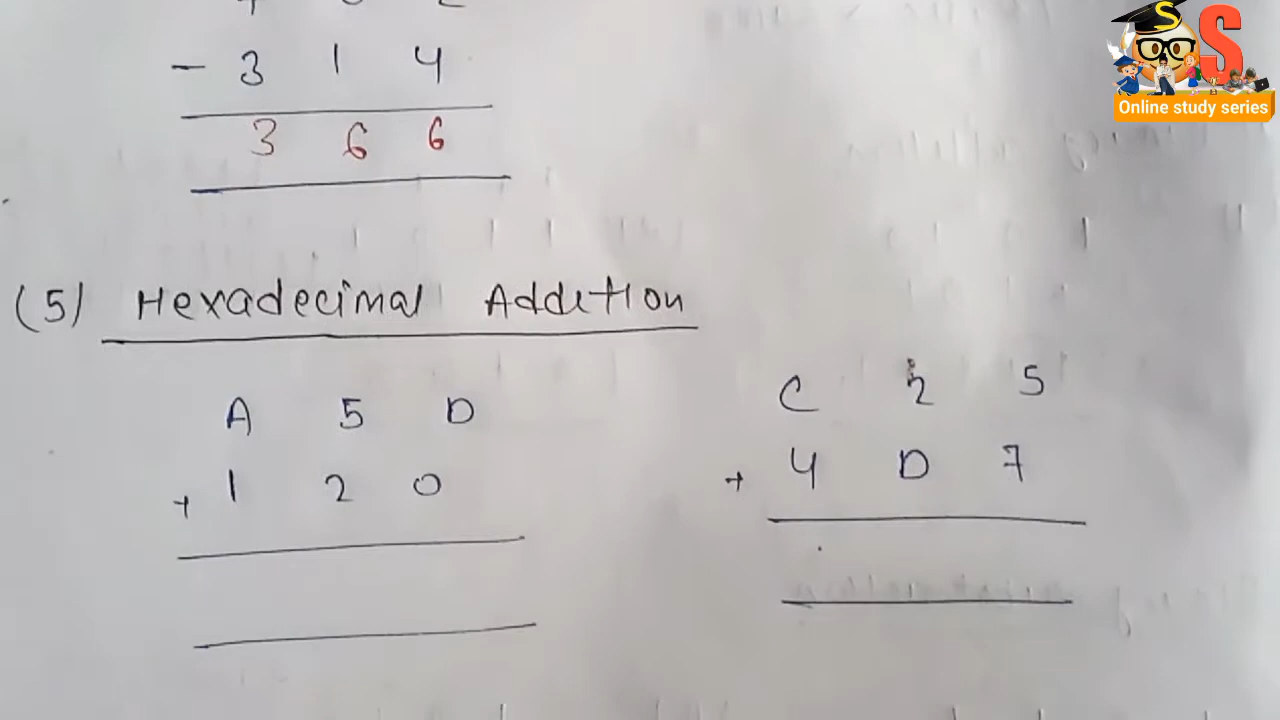 - 3 1 4
3 6 6
(5) Hexadecimal Addition
A 5 D
+ 1 2 0
C 2 5
+ 4 D 7
S
S
Online study series